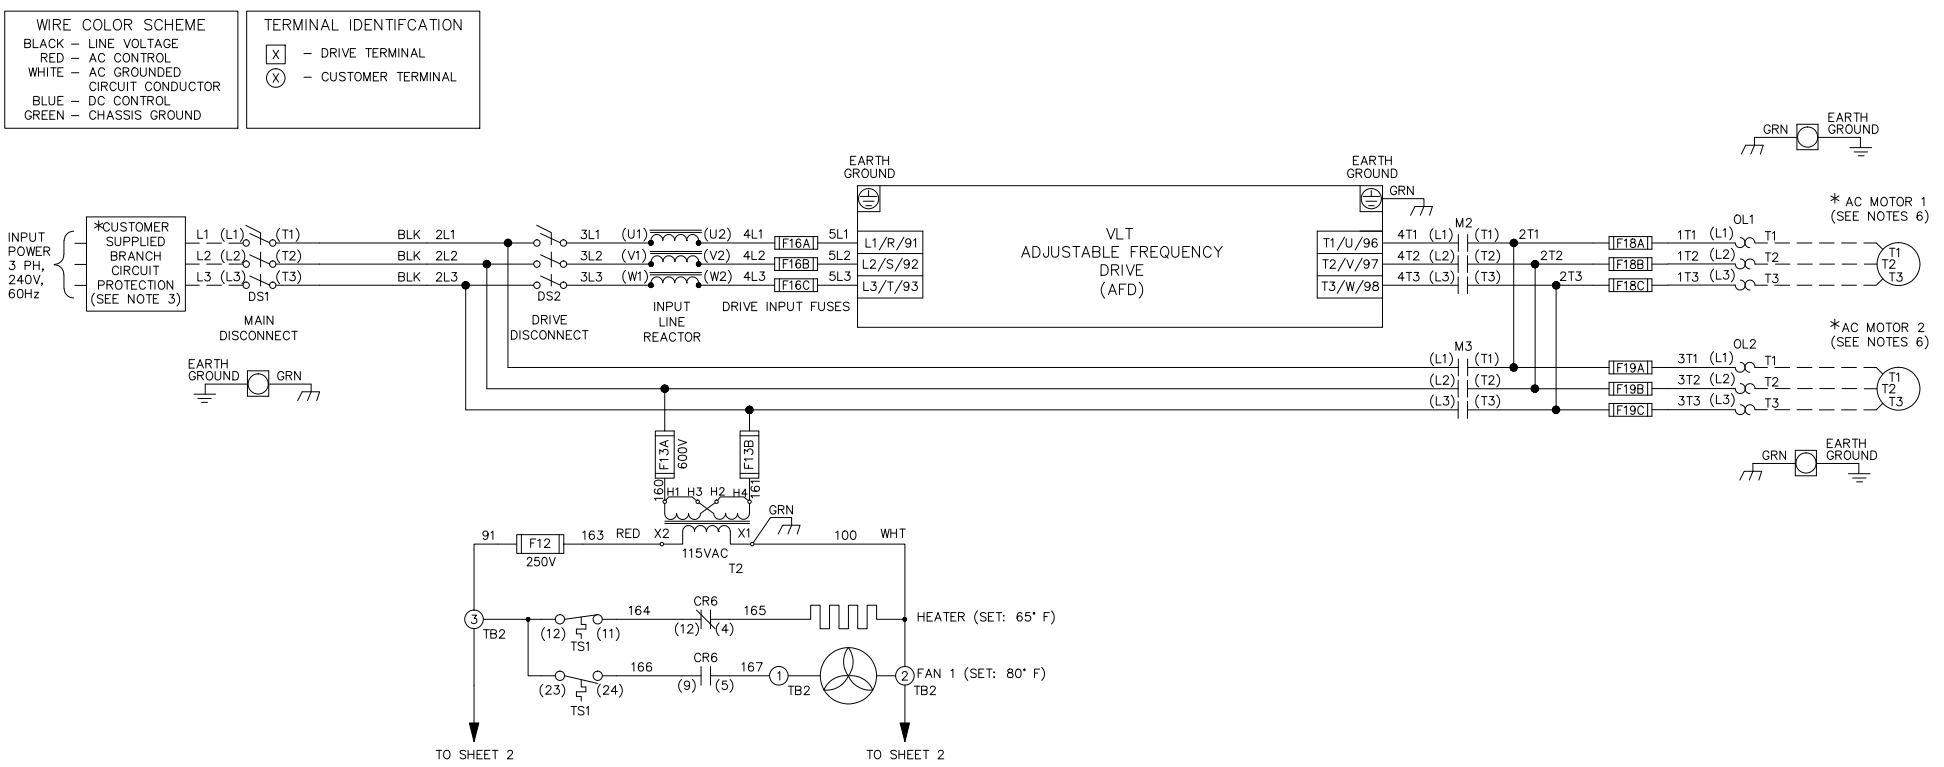 WIRE COLOR SCHEME
BLACK – LINE VOLTAGE
RED – AC CONTROL
WHITE – AC GROUNDED
CIRCUIT CONDUCTOR
BLUE – DC CONTROL
GREEN – CHASSIS GROUND
TERMINAL IDENTIFCATION
X – DRIVE TERMINAL
X – CUSTOMER TERMINAL
GRN
EARTH
GROUND
EARTH
GROUND
EARTH
GROUND
GRN
INPUT
POWER
3 PH,
240V,
60Hz
*CUSTOMER
SUPPLIED
BRANCH
CIRCUIT
PROTECTION
(SEE NOTE 3)
L1 (L1) (T1) BLK 2L1 3L1 (U1) (U2) 4L1 F16A 5L1 L1/R/91
L2 (L2) (T2) BLK 2L2 3L2 (V1) (V2) 4L2 F16B 5L2 L2/S/92
L3 (L3) (T3) BLK 2L3 3L3 (W1) (W2) 4L3 F16C 5L3 L3/T/93
DS1
MAIN
DISCONNECT
DS2
DRIVE
DISCONNECT
INPUT
LINE
REACTOR
DRIVE INPUT FUSES
VLT
ADJUSTABLE FREQUENCY
DRIVE
(AFD)
M2
OL1
T1/U/96 4T1 (L1) (T1) 2T1 F18A 1T1 (L1) T1
T2/V/97 4T2 (L2) (T2) 2T2 F18B 1T2 (L2) T2
T3/W/98 4T3 (L3) (T3) 2T3 F18C 1T3 (L3) T3
* AC MOTOR 1
(SEE NOTES 6)
T1
T2
T3
EARTH
GROUND
GRN
M3
OL2
(L1) (T1) F19A 3T1 (L1) T1
(L2) (T2) F19B 3T2 (L2) T2
(L3) (T3) F19C 3T3 (L3) T3
*AC MOTOR 2
(SEE NOTES 6)
T1
T2
T3
GRN
EARTH
GROUND
F13A
600V
F13B
160
161
H1 H3 H2 H4
GRN
91 F12 163 RED X2 X1 100 WHT
250V
115VAC
T2
3
TB2
(12) (11) 164 CR6 (12) (4) 165 HEATER (SET: 65° F)
TS1
(23) (24) 166 CR6 (9) (5) 167 1 TB2 2 TB2 FAN 1 (SET: 80° F)
TS1
TO SHEET 2
TO SHEET 2